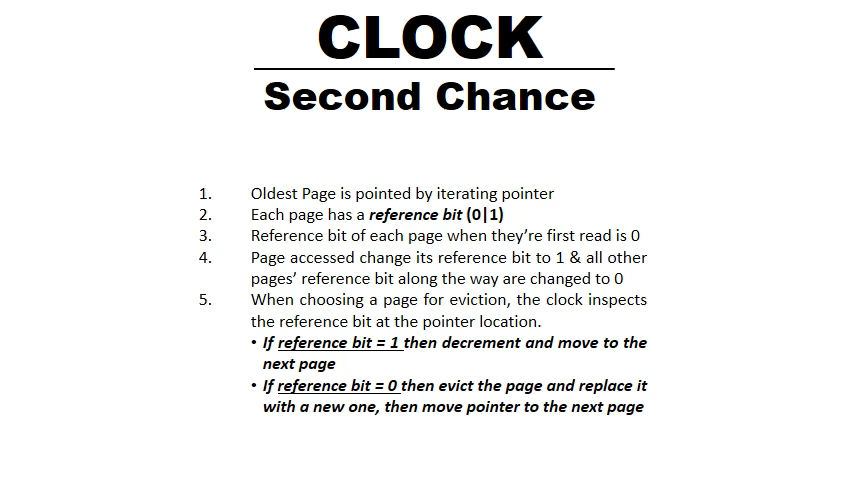 CLOCK
Second Chance
1. Oldest Page is pointed by iterating pointer
2. Each page has a reference bit (0|1)
3. Reference bit of each page when they're first read is 0
4. Page accessed change its reference bit to 1 & all other
pages' reference bit along the way are changed to 0
5. When choosing a page for eviction, the clock inspects
the reference bit at the pointer location.
• If reference bit = 1 then decrement and move to the
next page
• If reference bit = 0 then evict the page and replace it
with a new one, then move pointer to the next page